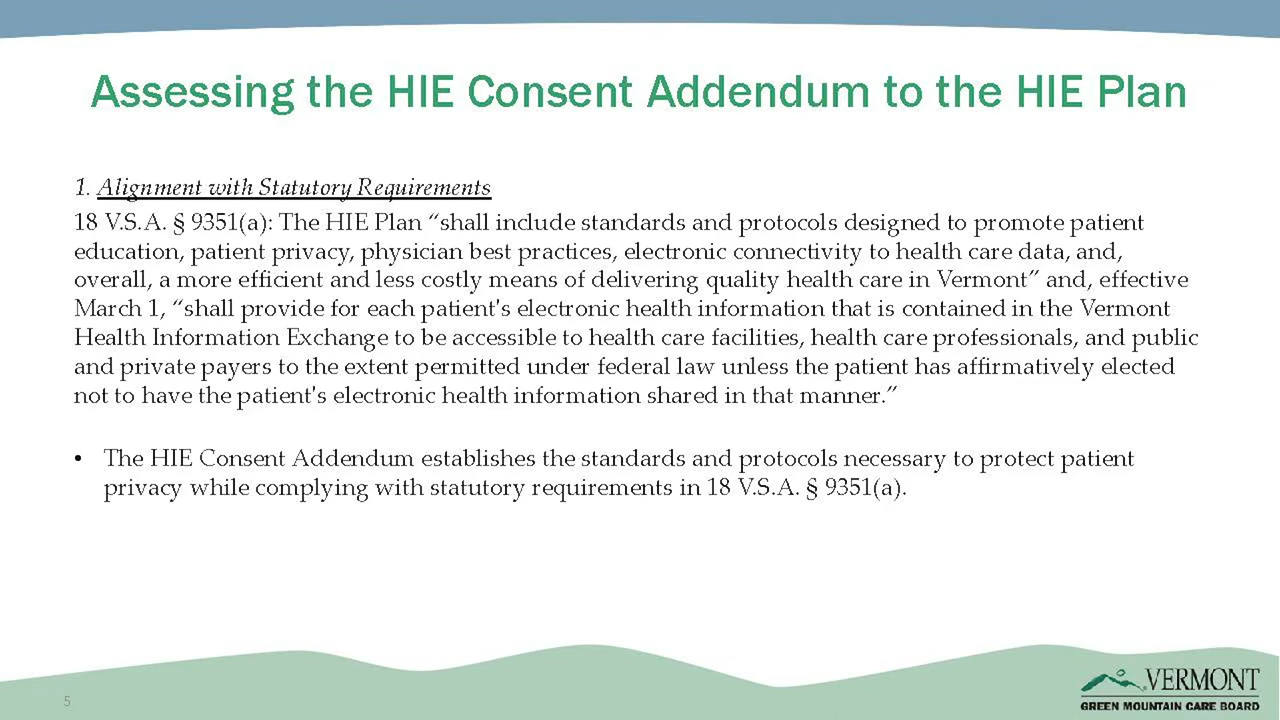 Assessing the HIE Consent Addendum to the HIE Plan
1. Alignment with Statutory Requirements
18 V.S.A. § 9351(a): The HIE Plan “shall include standards and protocols designed to promote patient
education, patient privacy, physician best practices, electronic connectivity to health care data, and,
overall, a more efficient and less costly means of delivering quality health care in Vermont” and, effective
March 1, “shall provide for each patient's electronic health information that is contained in the Vermont
Health Information Exchange to be accessible to health care facilities, health care professionals, and public
and private payers to the extent permitted under federal law unless the patient has affirmatively elected
not to have the patient's electronic health information shared in that manner.”
• The HIE Consent Addendum establishes the standards and protocols necessary to protect patient
privacy while complying with statutory requirements in 18 V.S.A. § 9351(a).
5
VERMONT
GREEN MOUNTAIN CARE BOARD